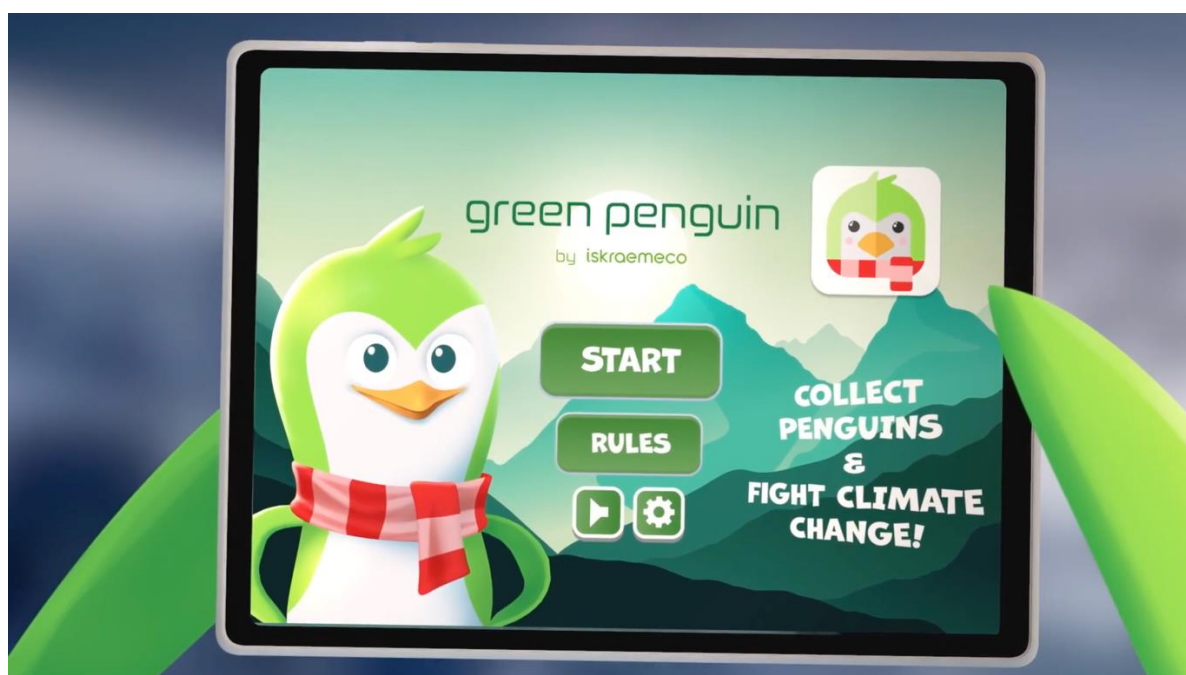 green penguin
by iskraemeco
START
RULES
COLLECT
PENGUINS
&
FIGHT CLIMATE
CHANGE!